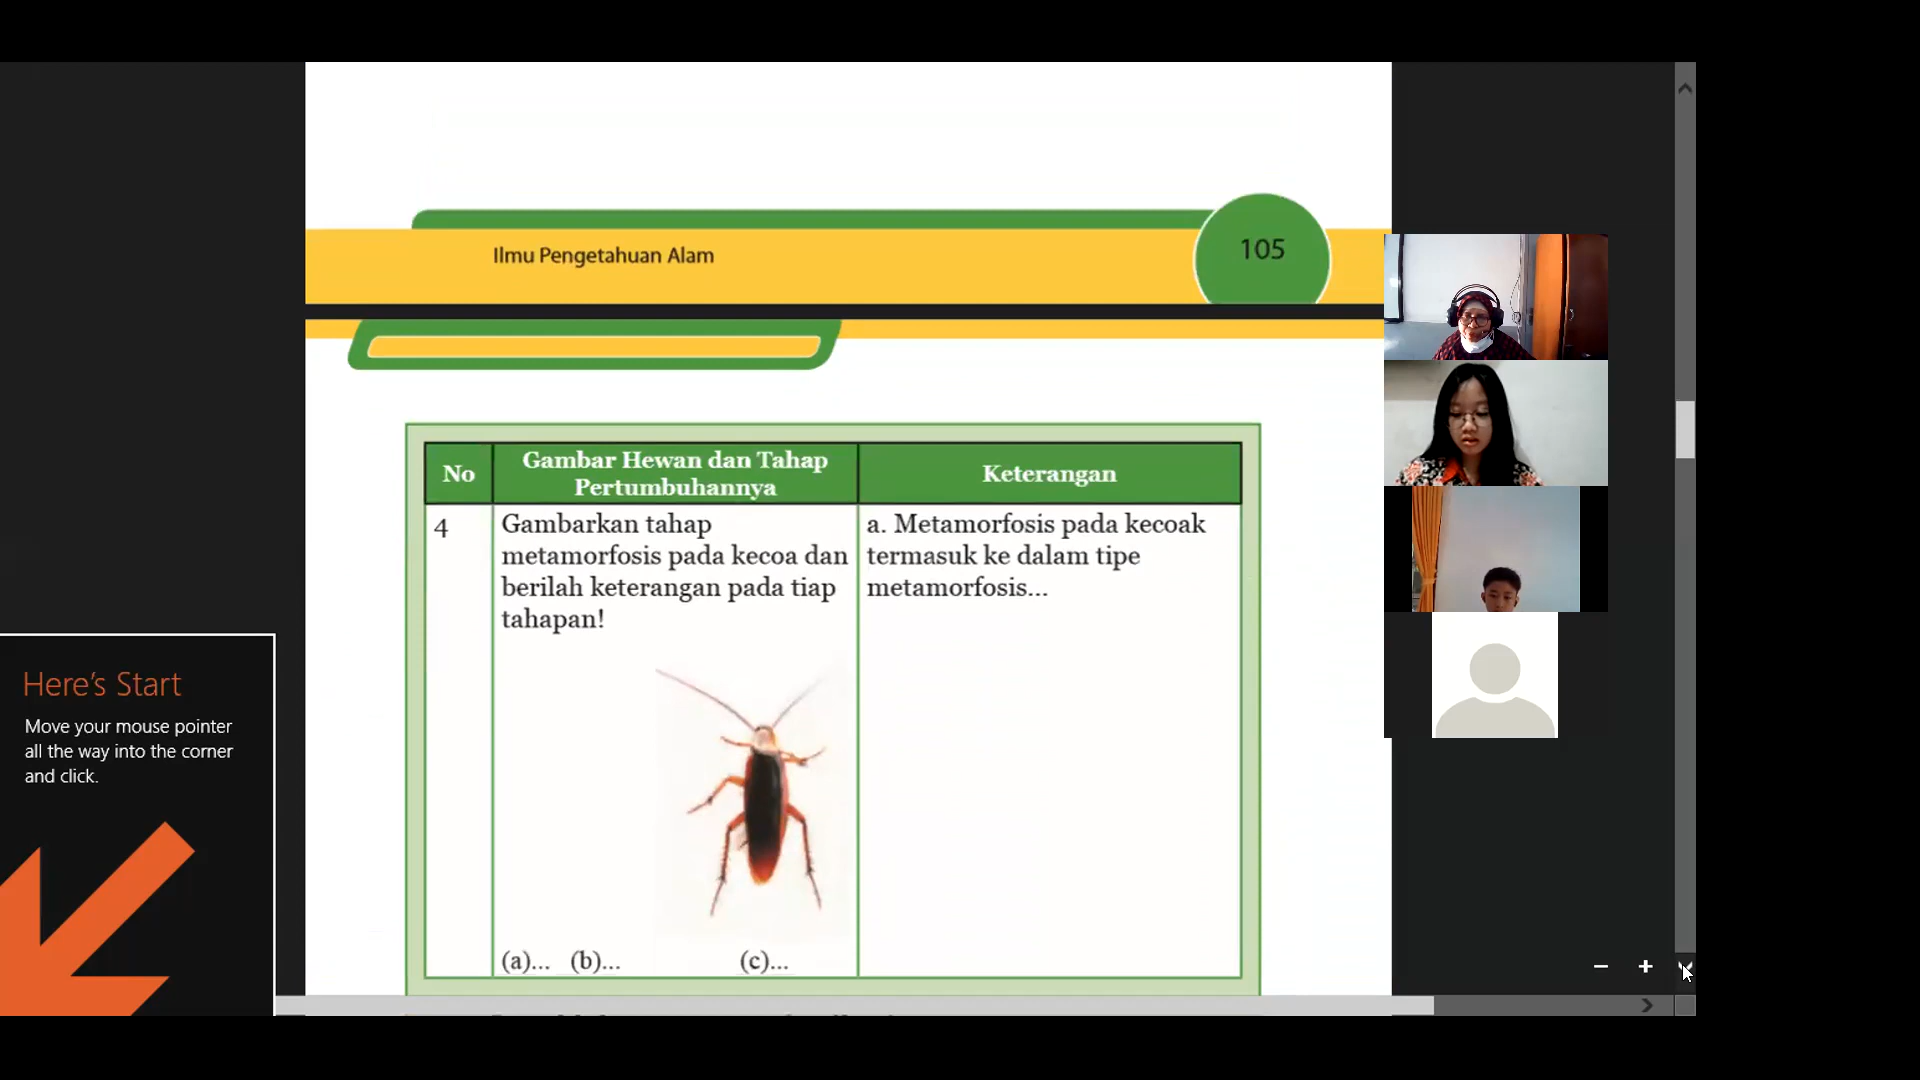 Ilmu Pengetahuan Alam
105
No
Gambar Hewan dan Tahap
Pertumbuhannya
Keterangan
4
Gambarkan tahap
metamorfosis pada kecoa dan
berilah keterangan pada tiap
tahapan!
(a)... (b)... (c)...
a. Metamorfosis pada kecoak
termasuk ke dalam tipe
metamorfosis...
Here's Start
Move your mouse pointer
all the way into the corner
and click.